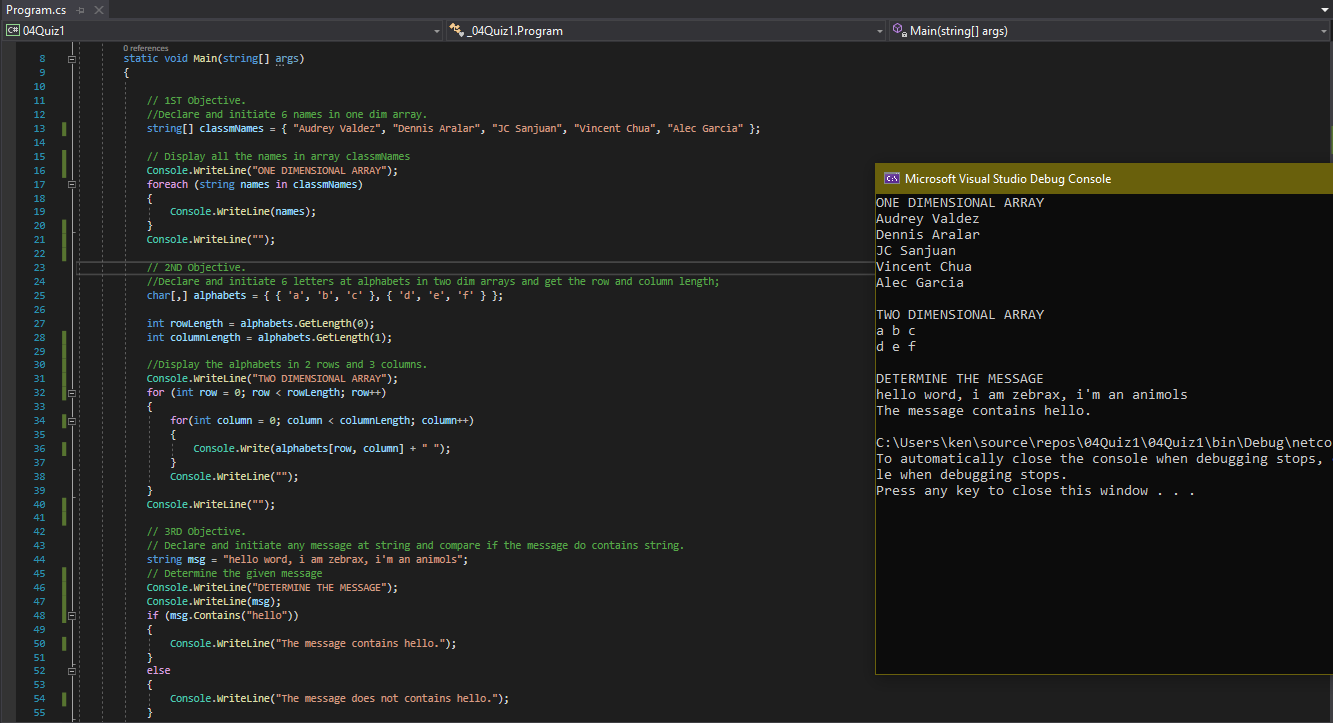 Program.cs
04Quiz1
_04Quiz1.Program
Main(string[] args)
0 references
8 static void Main(string[] args)
9 {
10
11 // 1ST Objective.
12 //Declare and initiate 6 names in one dim array.
13 string[] classmNames = { "Audrey Valdez", "Dennis Aralar", "JC Sanjuan", "Vincent Chua", "Alec Garcia" };
14
15 // Display all the names in array classmNames
16 Console.WriteLine("ONE DIMENSIONAL ARRAY");
17 foreach (string names in classmNames)
18 {
19 Console.WriteLine(names);
20 }
21 Console.WriteLine("");
22
23 // 2ND Objective.
24 //Declare and initiate 6 letters at alphabets in two dim arrays and get the row and column length;
25 char[,] alphabets = { { 'a', 'b', 'c' }, { 'd', 'e', 'f' } };
26
27 int rowLength = alphabets.GetLength(0);
28 int columnLength = alphabets.GetLength(1);
29
30 //Display the alphabets in 2 rows and 3 columns.
31 Console.WriteLine("TWO DIMENSIONAL ARRAY");
32 for (int row = 0; row < rowLength; row++)
33 {
34 for(int column = 0; column < columnLength; column++)
35 {
36 Console.Write(alphabets[row, column] + " ");
37 }
38 Console.WriteLine("");
39 }
40 Console.WriteLine("");
41
42 // 3RD Objective.
43 // Declare and initiate any message at string and compare if the message do contains string.
44 string msg = "hello word, i am zebrax, i'm an animols";
45 // Determine the given message
46 Console.WriteLine("DETERMINE THE MESSAGE");
47 Console.WriteLine(msg);
48 if (msg.Contains("hello"))
49 {
50 Console.WriteLine("The message contains hello.");
51 }
52 else
53 {
54 Console.WriteLine("The message does not contains hello.");
55 }
Microsoft Visual Studio Debug Console
ONE DIMENSIONAL ARRAY
Audrey Valdez
Dennis Aralar
JC Sanjuan
Vincent Chua
Alec Garcia
TWO DIMENSIONAL ARRAY
a b c
d e f
DETERMINE THE MESSAGE
hello word, i am zebrax, i'm an animols
The message contains hello.
C:\Users\ken\source\repos\04Quiz1\04Quiz1\bin\Debug\netco
To automatically close the console when debugging stops,
le when debugging stops.
Press any key to close this window . . .